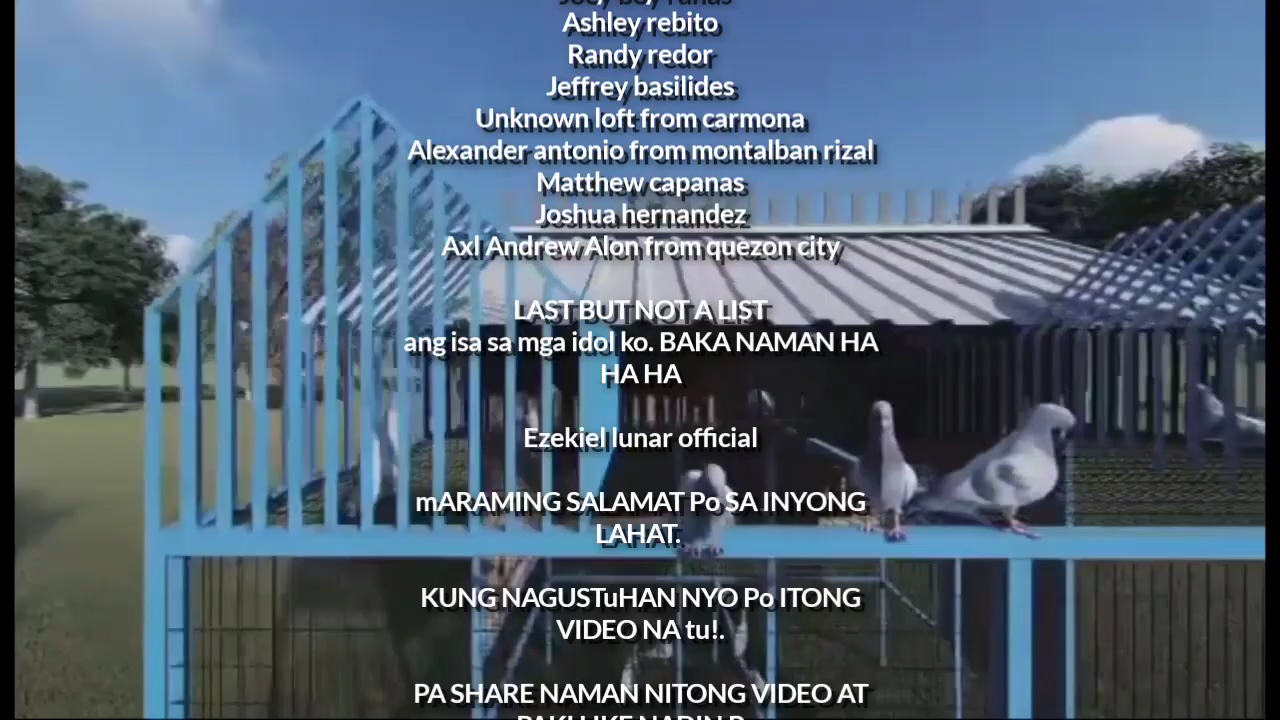 Ashley rebito
Randy redor
Jeffrey basilides
Unknown loft from carmona
Alexander antonio from montalban rizal
Matthew capanas
Joshua hernandez
Axl Andrew Alon from quezon city
LAST BUT NOT A LIST
ang isa sa mga idol ko. BAKA NAMAN HA
HA HA
Ezekiel lunar official
mARAMING SALAMAT Po SA INYONG
LAHAT.
KUNG NAGUSTuHAN NYO Po ITONG
VIDEO NA tu!.
PA SHARE NAMAN NITONG VIDEO AT